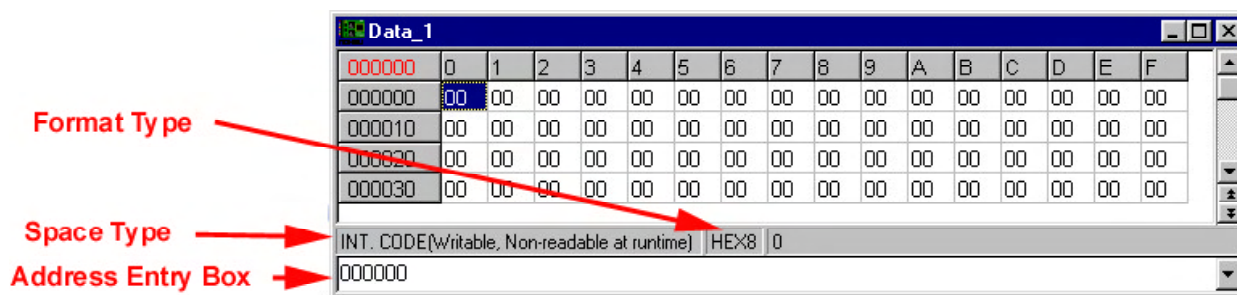 Data_1
000000 0 1 2 3 4 5 6 7 8 9 A B C D E F
000000 00 00 00 00 00 00 00 00 00 00 00 00 00 00 00 00
Format Type
000010 00 00 00 00 00 00 00 00 00 00 00 00 00 00 00 00
000020 00 00 00 00 00 00 00 00 00 00 00 00 00 00 00 00
000030 00 00 00 00 00 00 00 00 00 00 00 00 00 00 00 00
Space Type
INT. CODE(Writable, Non-readable at runtime) HEX8 0
Address Entry Box
000000